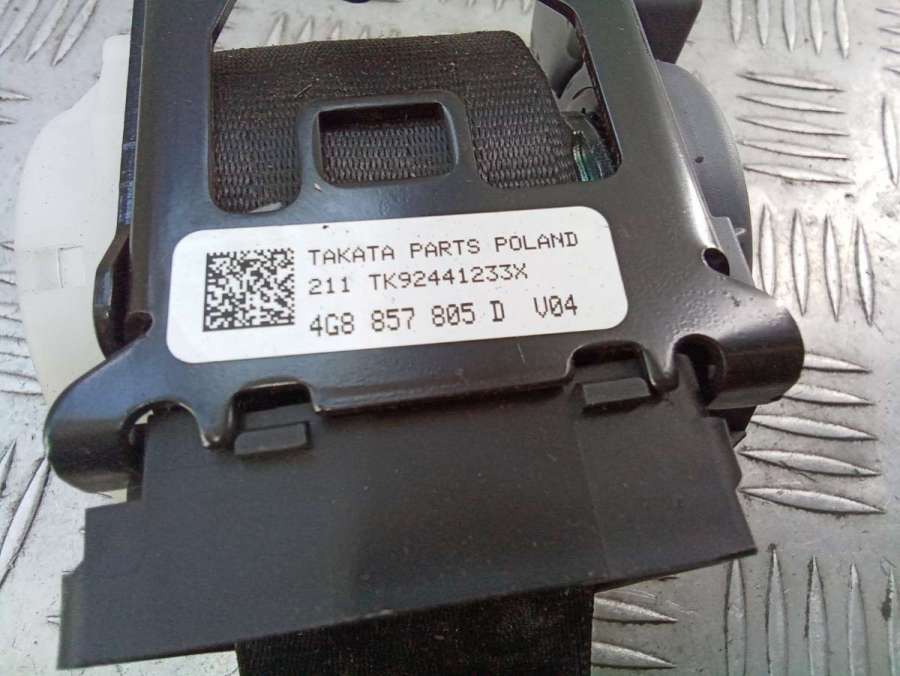 TAKATA PARTS POLAND
211 TK92441233X
4G8 857 805 D V04